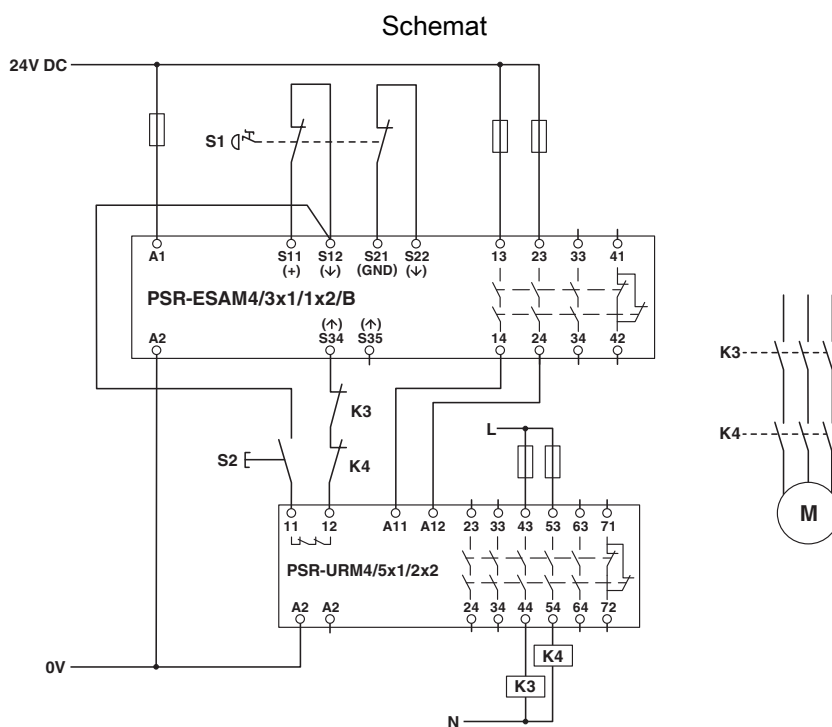 Schemat
24V DC
S1
A1
S11
(+)
S12
(↓)
S21
(GND)
S22
(↓)
13
23
33
41
PSR-ESAM4/3x1/1x2/B
A2
(↑)
S34
(↑)
S35
14
24
34
42
K3
K4
S2
L
11
12
A11
A12
23
33
43
53
63
71
PSR-URM4/5x1/2x2
A2
A2
24
34
44
54
64
72
0V
K4
K3
N
K3
K4
M